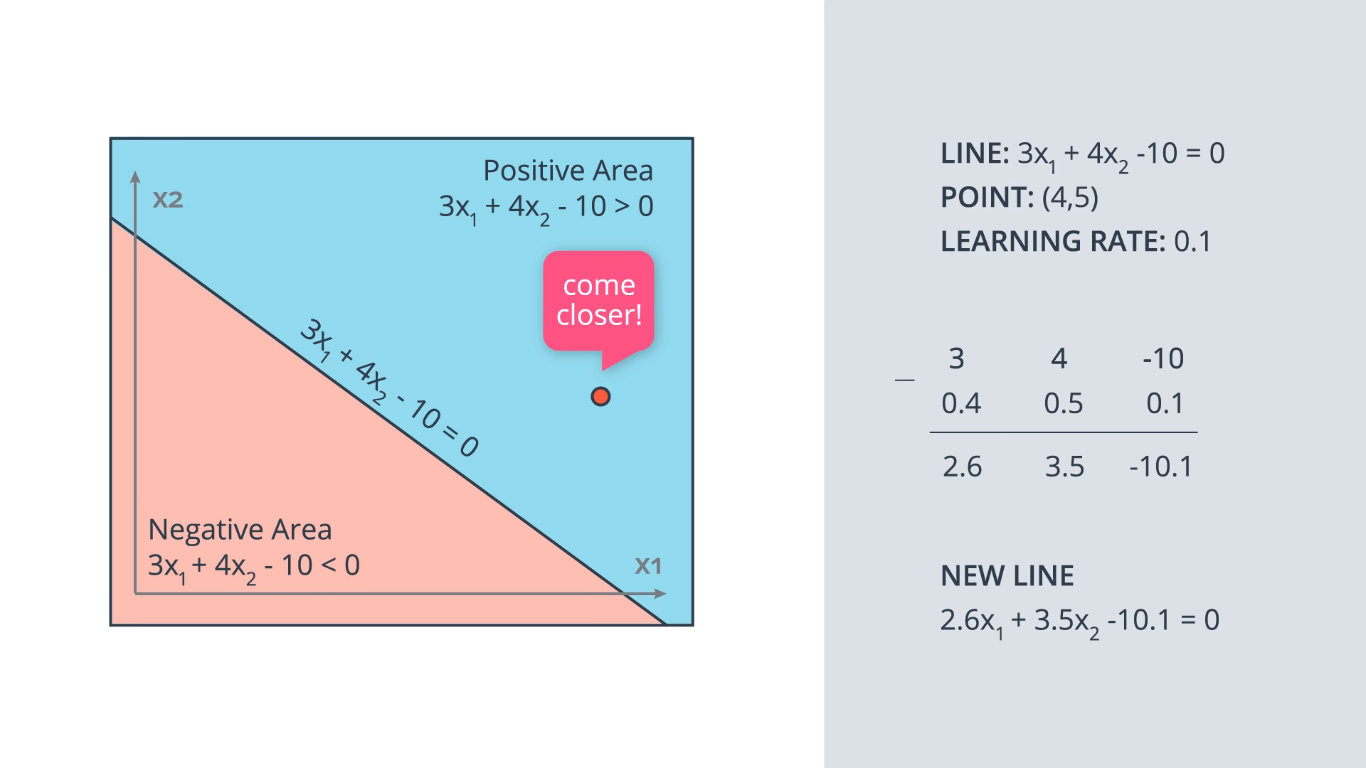 Positive Area
3x₁ + 4x₂ - 10 > 0
X2
come
closer!
3x₁ + 4x₂ - 10 = 0
Negative Area
3x₁ + 4x₂ - 10 < 0
X1
LINE: 3x₁ + 4x₂ -10 = 0
POINT: (4,5)
LEARNING RATE: 0.1
3 4 -10
—
0.4 0.5 0.1
2.6 3.5 -10.1
NEW LINE
2.6x₁ + 3.5x₂ -10.1 = 0